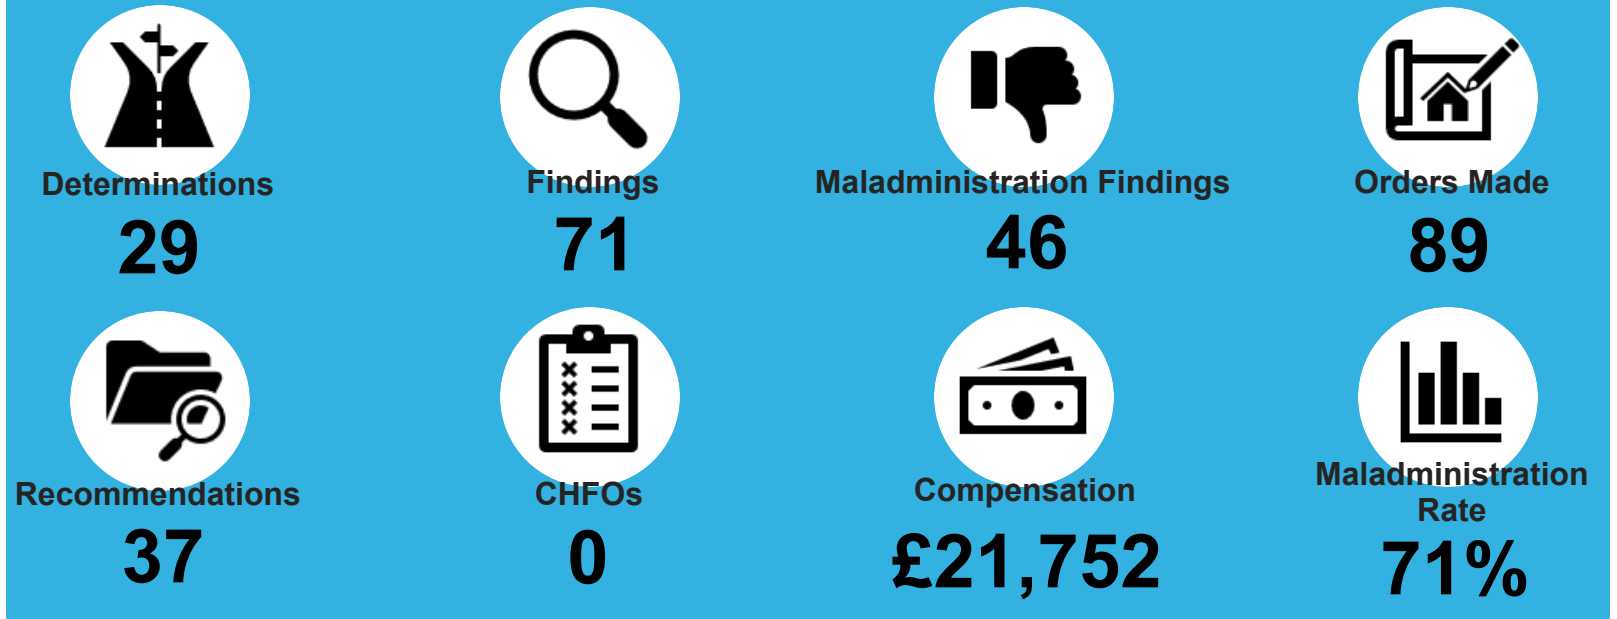 Determinations
29
Findings
71
Maladministration Findings
46
Orders Made
89
Recommendations
37
CHFOs
0
Compensation
£21,752
Maladministration
Rate
71%